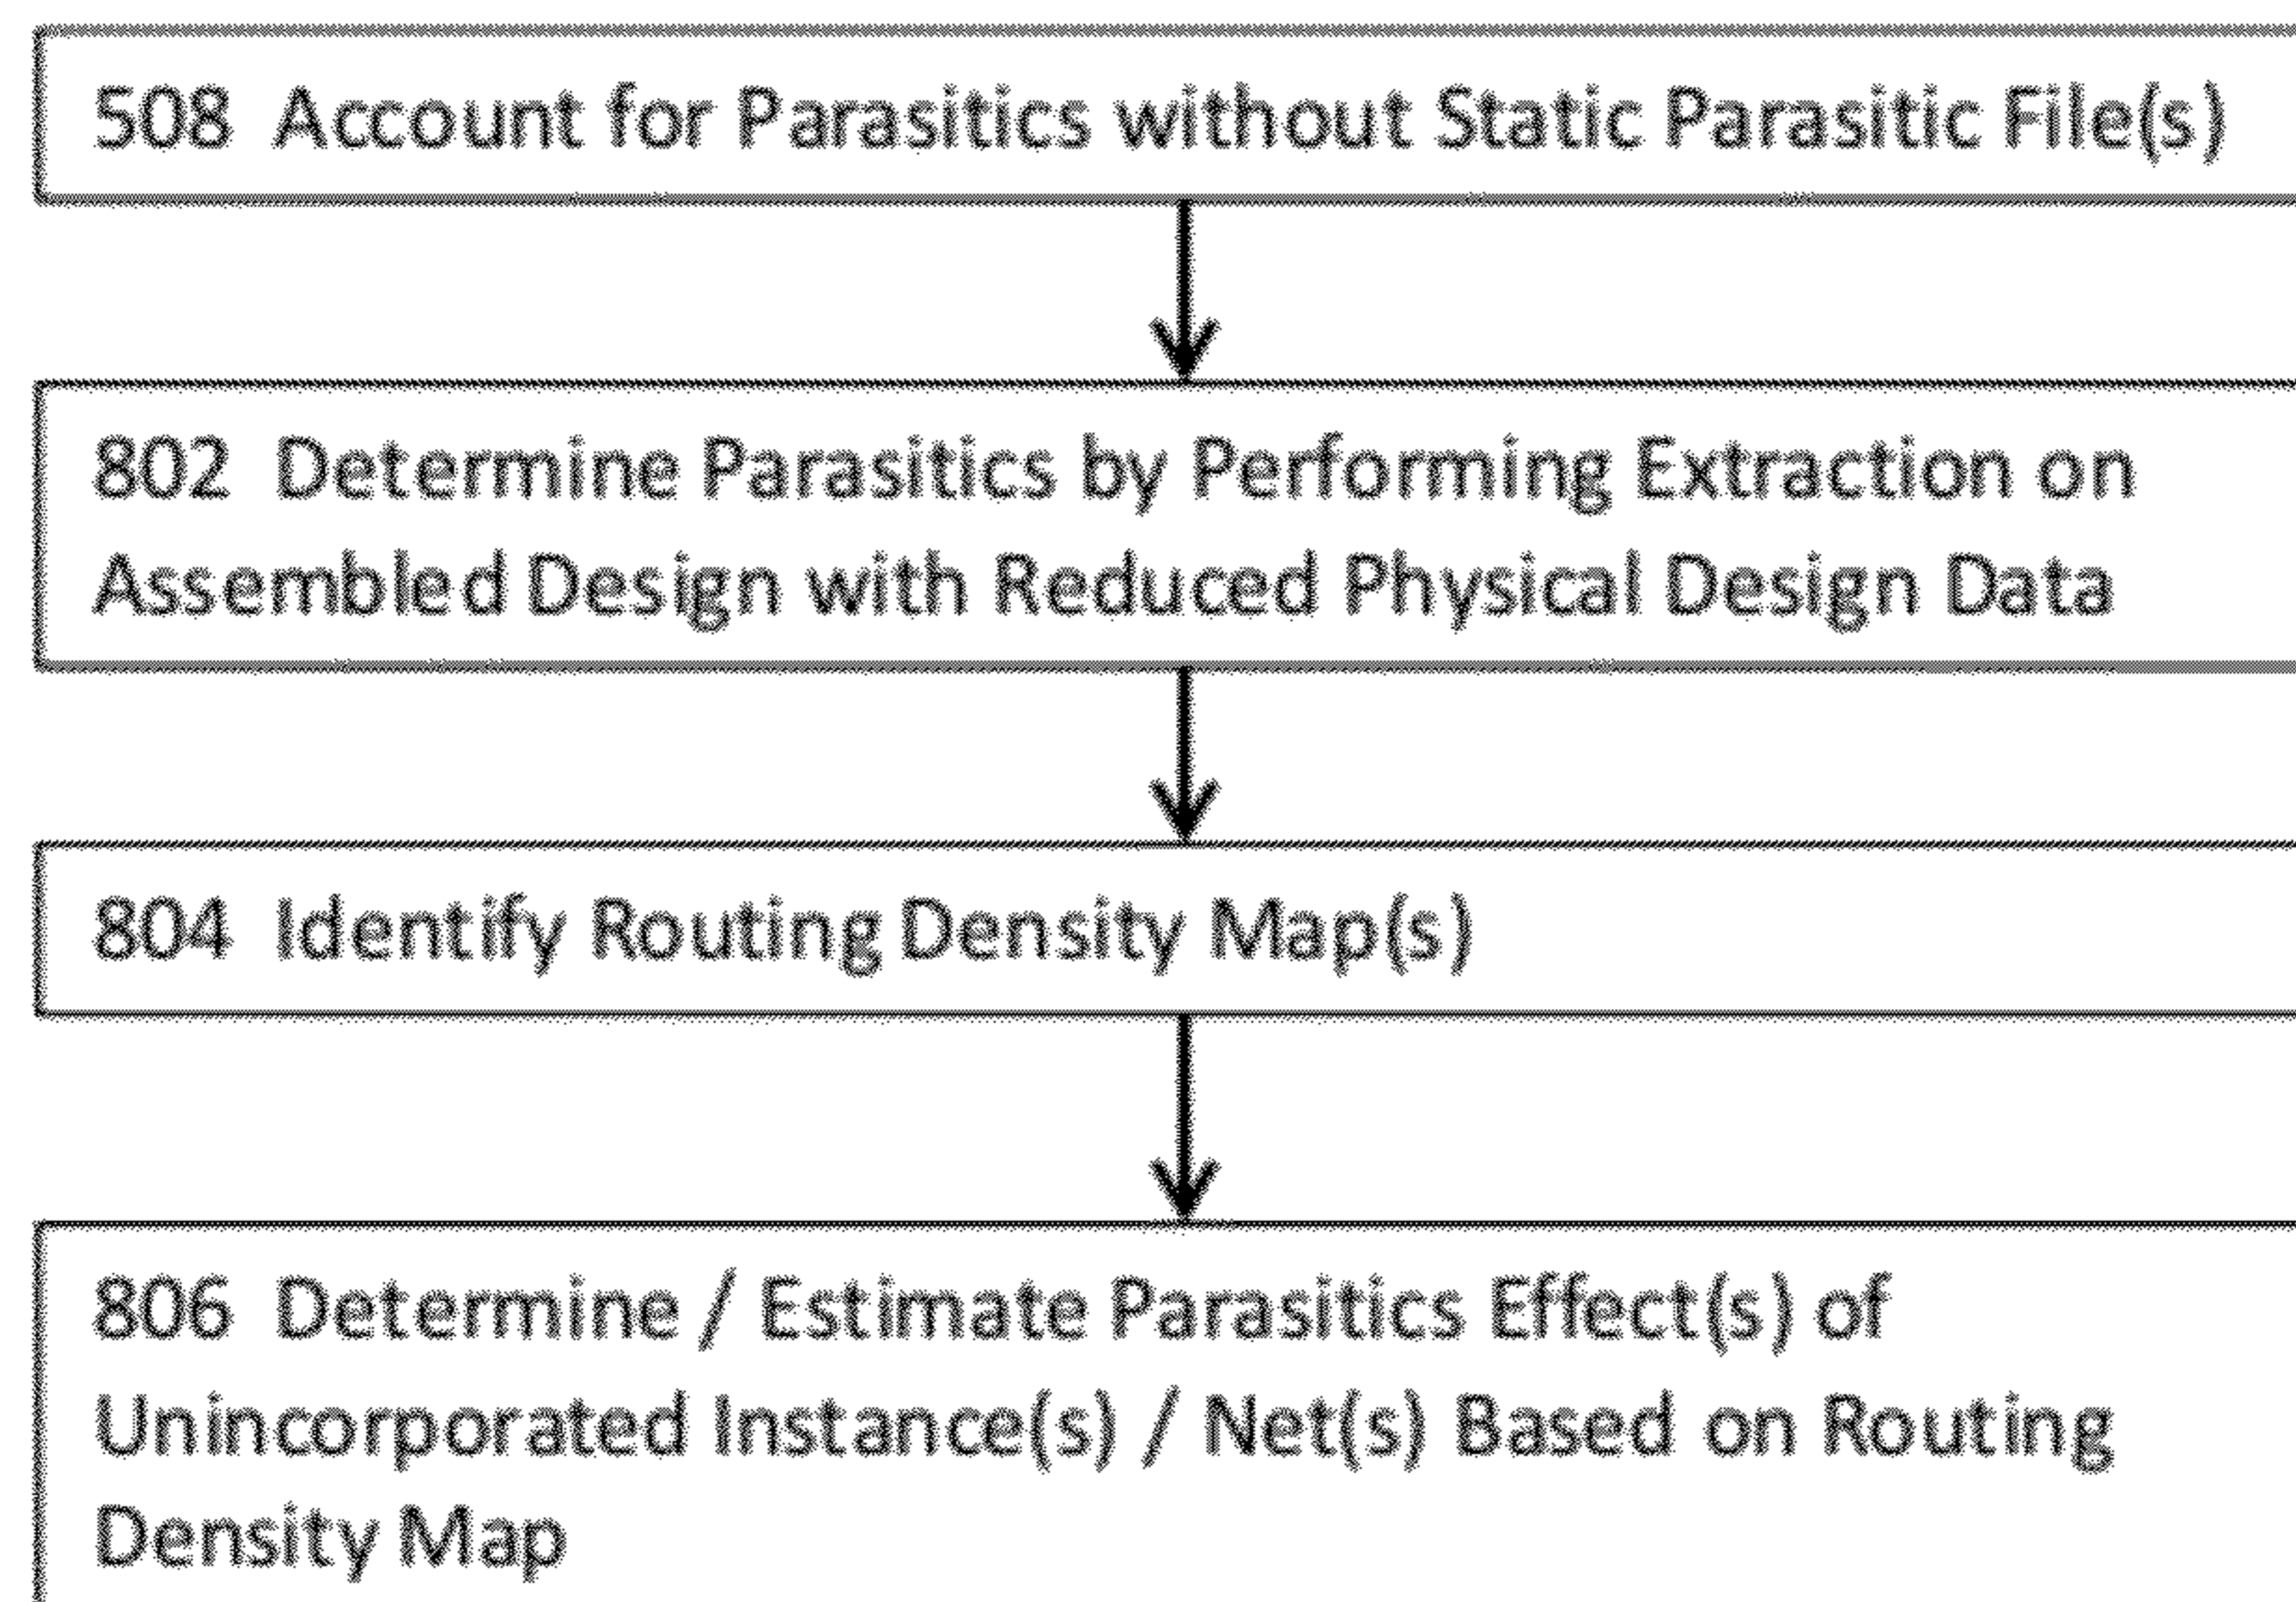 508 Account for Parasitics without Static Parasitic File(s)
802 Determine Parasitics by Performing Extraction on
Assembled Design with Reduced Physical Design Data
804 Identify Routing Density Map(s)
806 Determine / Estimate Parasitics Effect(s) of
Unincorporated Instance(s) / Net(s) Based on Routing
Density Map